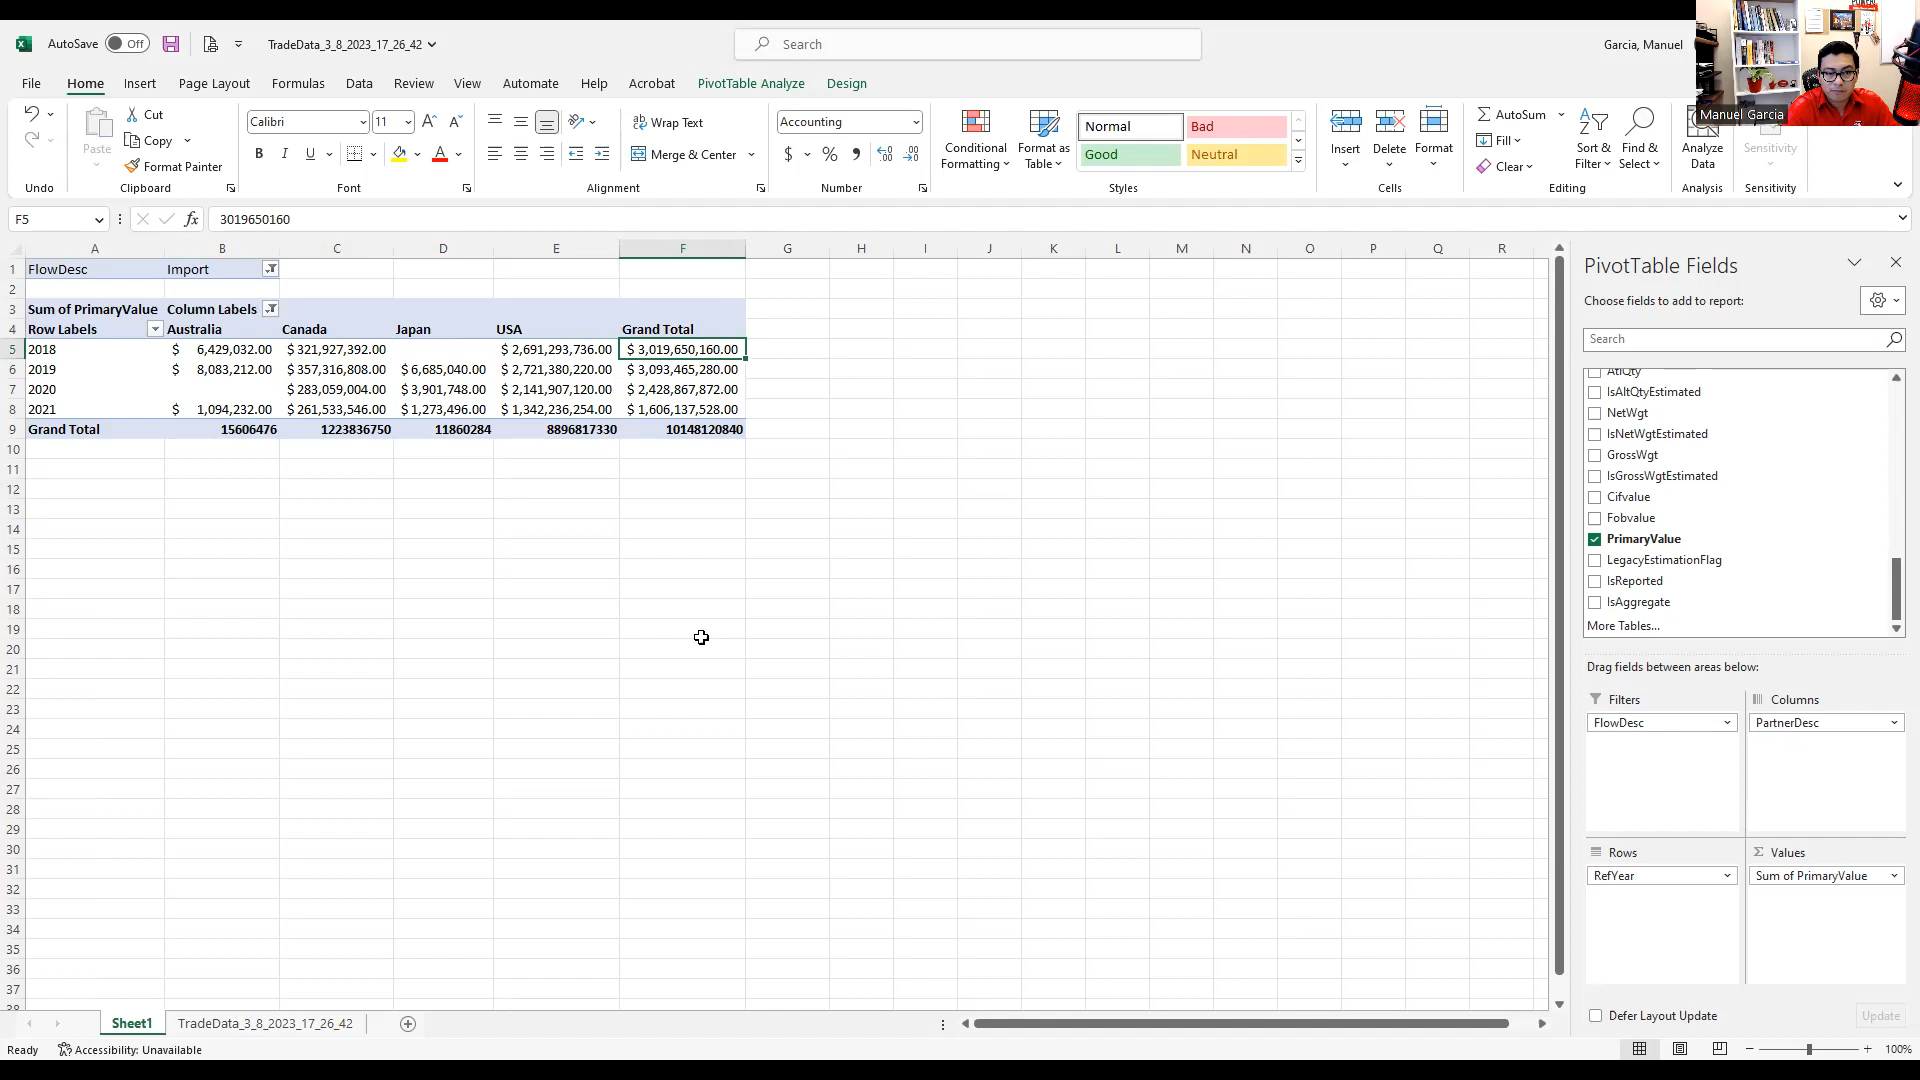 AutoSave Off TradeData_3_8_2023_17_26_42 Search Garcia, Manuel
File Home Insert Page Layout Formulas Data Review View Automate Help Acrobat PivotTable Analyze Design
Manuel Garcia
Cut
Copy
Format Painter
Paste
Undo Clipboard
Calibri 11
B I U
Font
Wrap Text
Merge & Center
Alignment
Accounting
$ % 9
Number
Conditional Formatting
Format as Table
Normal Bad
Good Neutral
Styles
Insert Delete Format
Cells
AutoSum
Fill
Clear
Sort & Filter
Find & Select
Editing
Analyze Data
Analysis
Sensitivity
Sensitivity
F5 fx 3019650160
A B C D E F G H I J K L M N O P Q R
1 FlowDesc Import
2
3 Sum of PrimaryValue Column Labels
4 Row Labels Australia Canada Japan USA Grand Total
5 2018 $ 6,429,032.00 $ 321,927,392.00 $ 2,691,293,736.00 $ 3,019,650,160.00
6 2019 $ 8,083,212.00 $ 357,316,808.00 $ 6,685,040.00 $ 2,721,380,220.00 $ 3,093,465,280.00
7 2020 $ 283,059,004.00 $ 3,901,748.00 $ 2,141,907,120.00 $ 2,428,867,872.00
8 2021 $ 1,094,232.00 $ 261,533,546.00 $ 1,273,496.00 $ 1,342,236,254.00 $ 1,606,137,528.00
9 Grand Total 15606476 1223836750 11860284 8896817330 10148120840
10
11
12
13
14
15
16
17
18
19
20
21
22
23
24
25
26
27
28
29
30
31
32
33
34
35
36
37
38
PivotTable Fields
Choose fields to add to report:
Search
AtlQty
IsAltQtyEstimated
NetWgt
IsNetWgtEstimated
GrossWgt
IsGrossWgtEstimated
Cifvalue
Fobvalue
PrimaryValue
LegacyEstimationFlag
IsReported
IsAggregate
More Tables...
Drag fields between areas below:
Filters Columns
FlowDesc PartnerDesc
Rows Σ Values
RefYear Sum of PrimaryValue
Defer Layout Update Update
Sheet1 TradeData_3_8_2023_17_26_42
Ready Accessibility: Unavailable 100%